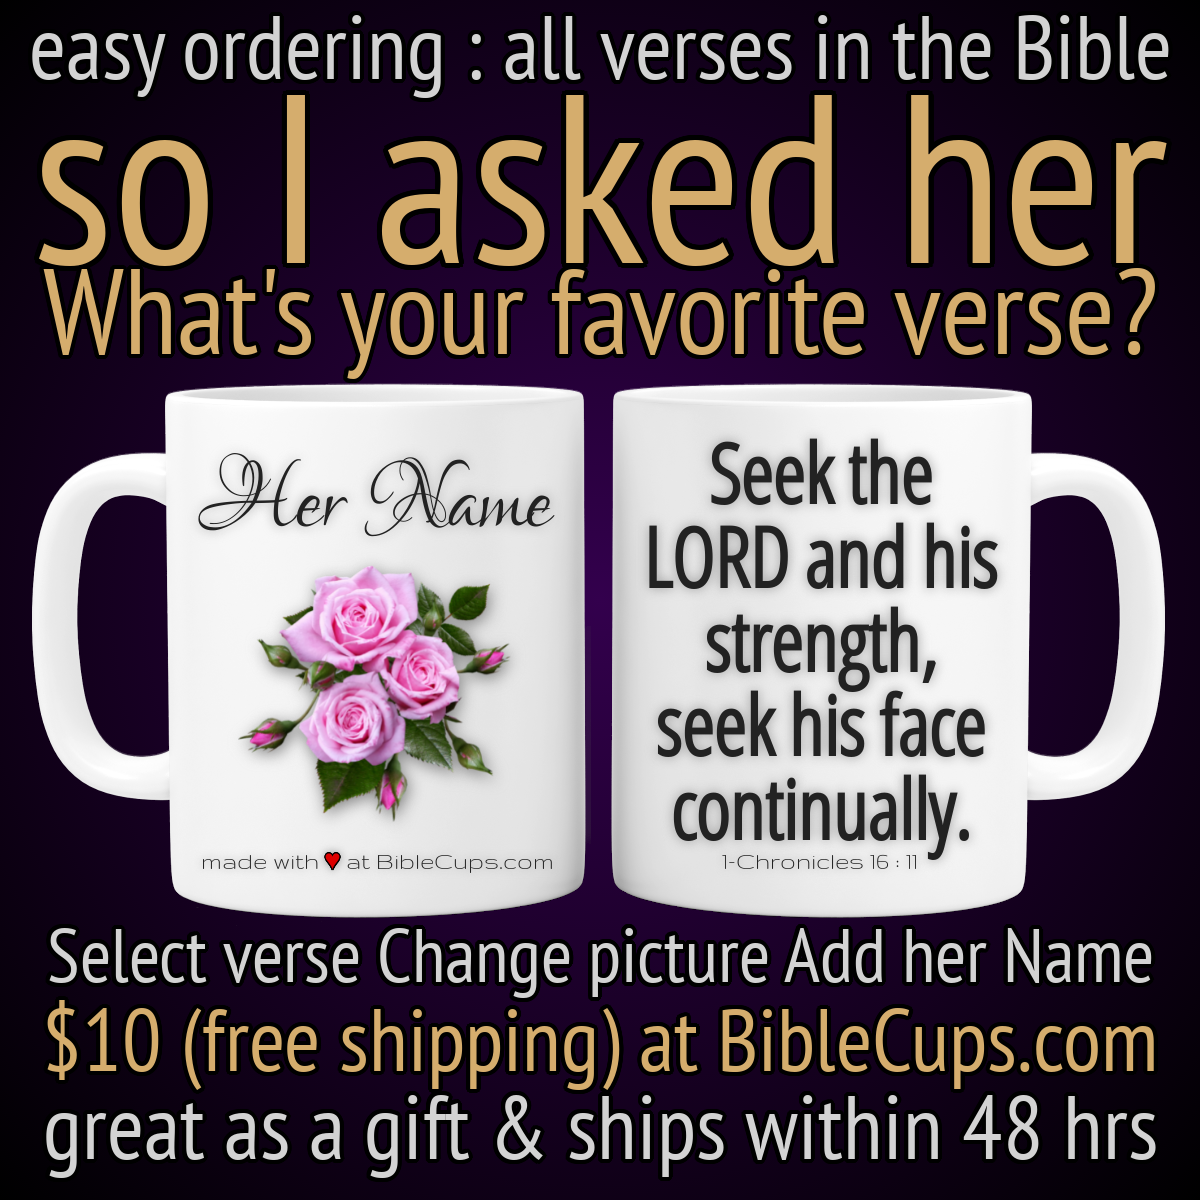 easy ordering : all verses in the Bible
so I asked her
What's your favorite verse?
Her Name
made with at BibleCups.com
Seek the
LORD and his
strength,
seek his face
continually.
1-Chronicles 16 : 11
Select verse Change picture Add her Name
$10 (free shipping) at BibleCups.com
great as a gift & ships within 48 hrs